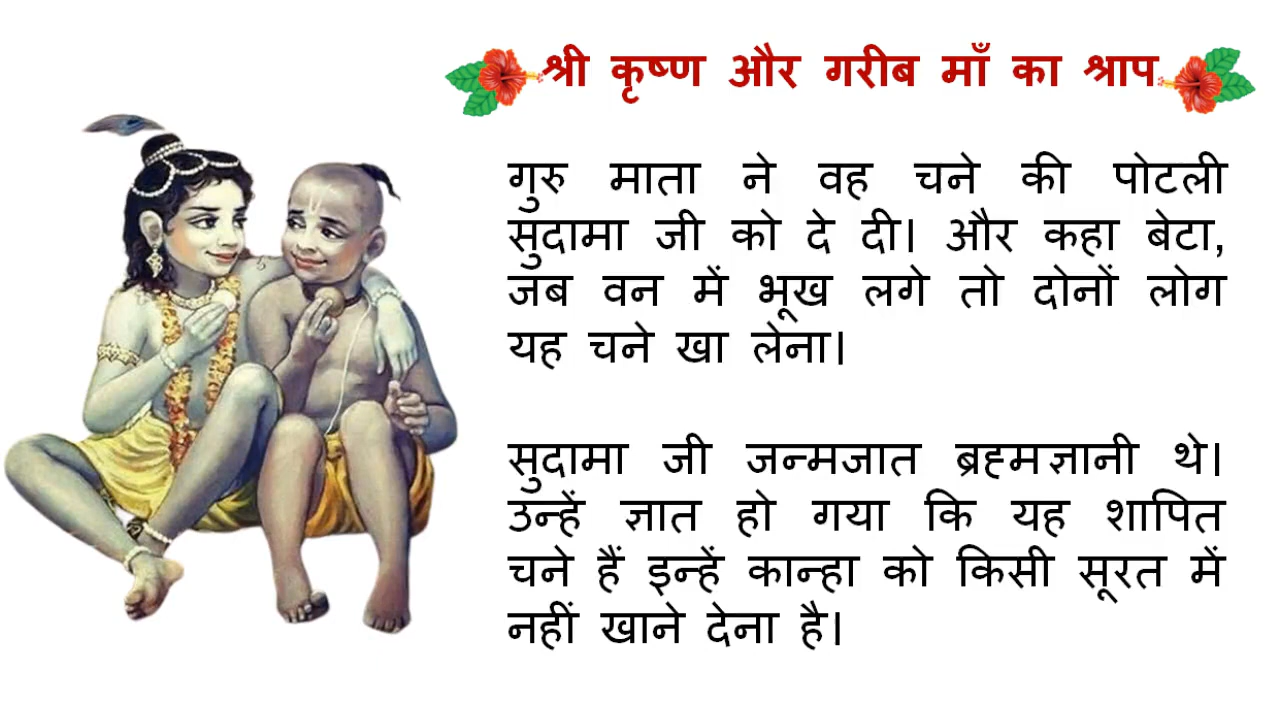 श्री कृष्ण और गरीब माँ का श्राप
गुरु माता ने वह चने की पोटली
सुदामा जी को दे दी। और कहा बेटा,
जब वन में भूख लगे तो दोनों लोग
यह चने खा लेना।
सुदामा जी जन्मजात ब्रह्मज्ञानी थे।
उन्हें ज्ञात हो गया कि यह शापित
चने हैं इन्हें कान्हा को किसी सूरत में
नहीं खाने देना है।